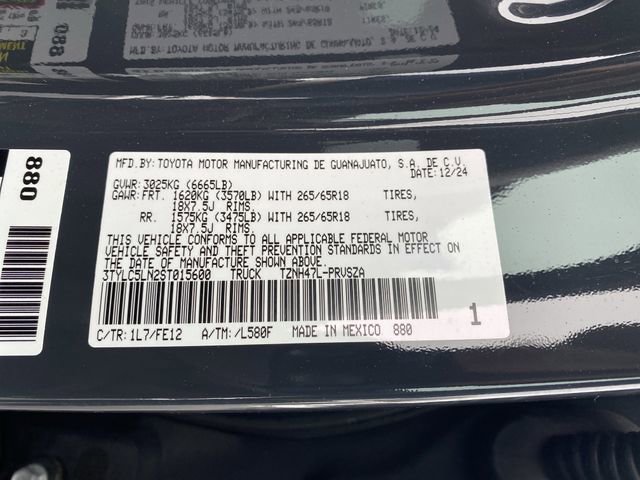 MFD.BY:TOYOTA MOTOR MANUFACTURING DE GUANAJUATO, S.A. DE C.V.
DATE:12/24
GVWR:3025KG (6665LB)
GAWR:FRT. 1620KG (3570LB) WITH 265/65R18 TIRES,
18X7.5J RIMS,
RR. 1575KG (3475LB) WITH 265/65R18 TIRES,
18X7.5J RIMS.
THIS VEHICLE CONFORMS TO ALL APPLICABLE FEDERAL MOTOR
VEHICLE SAFETY AND THEFT PREVENTION STANDARDS IN EFFECT ON
THE DATE OF MANUFACTURE SHOWN ABOVE.
3TYLC5LN2ST015600 TRUCK TZNH47L-PRVSZA
C/TR:1L7/FE12 A/TM:/L580F MADE IN MEXICO 880 1
880